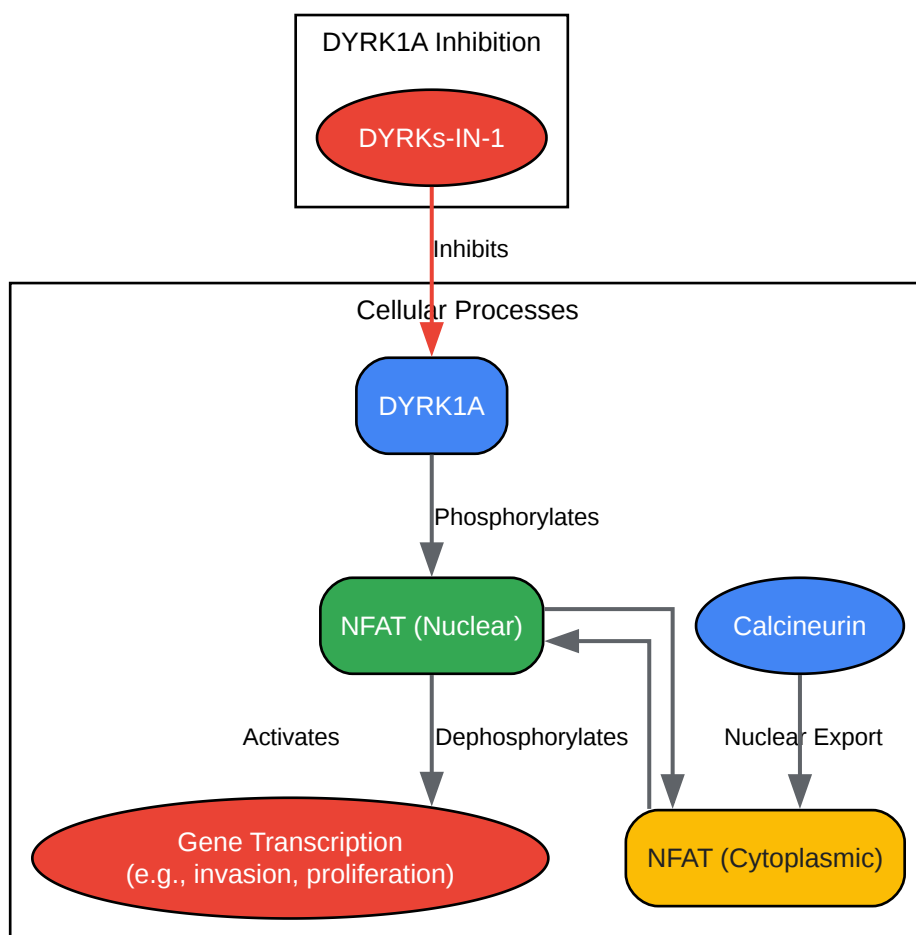 DYRK1A Inhibition
DYRKs-IN-1
Inhibits
Cellular Processes
DYRK1A
Phosphorylates
NFAT (Nuclear)
Calcineurin
Activates
Dephosphorylates
Nuclear Export
Gene Transcription
(e.g., invasion, proliferation)
NFAT (Cytoplasmic)